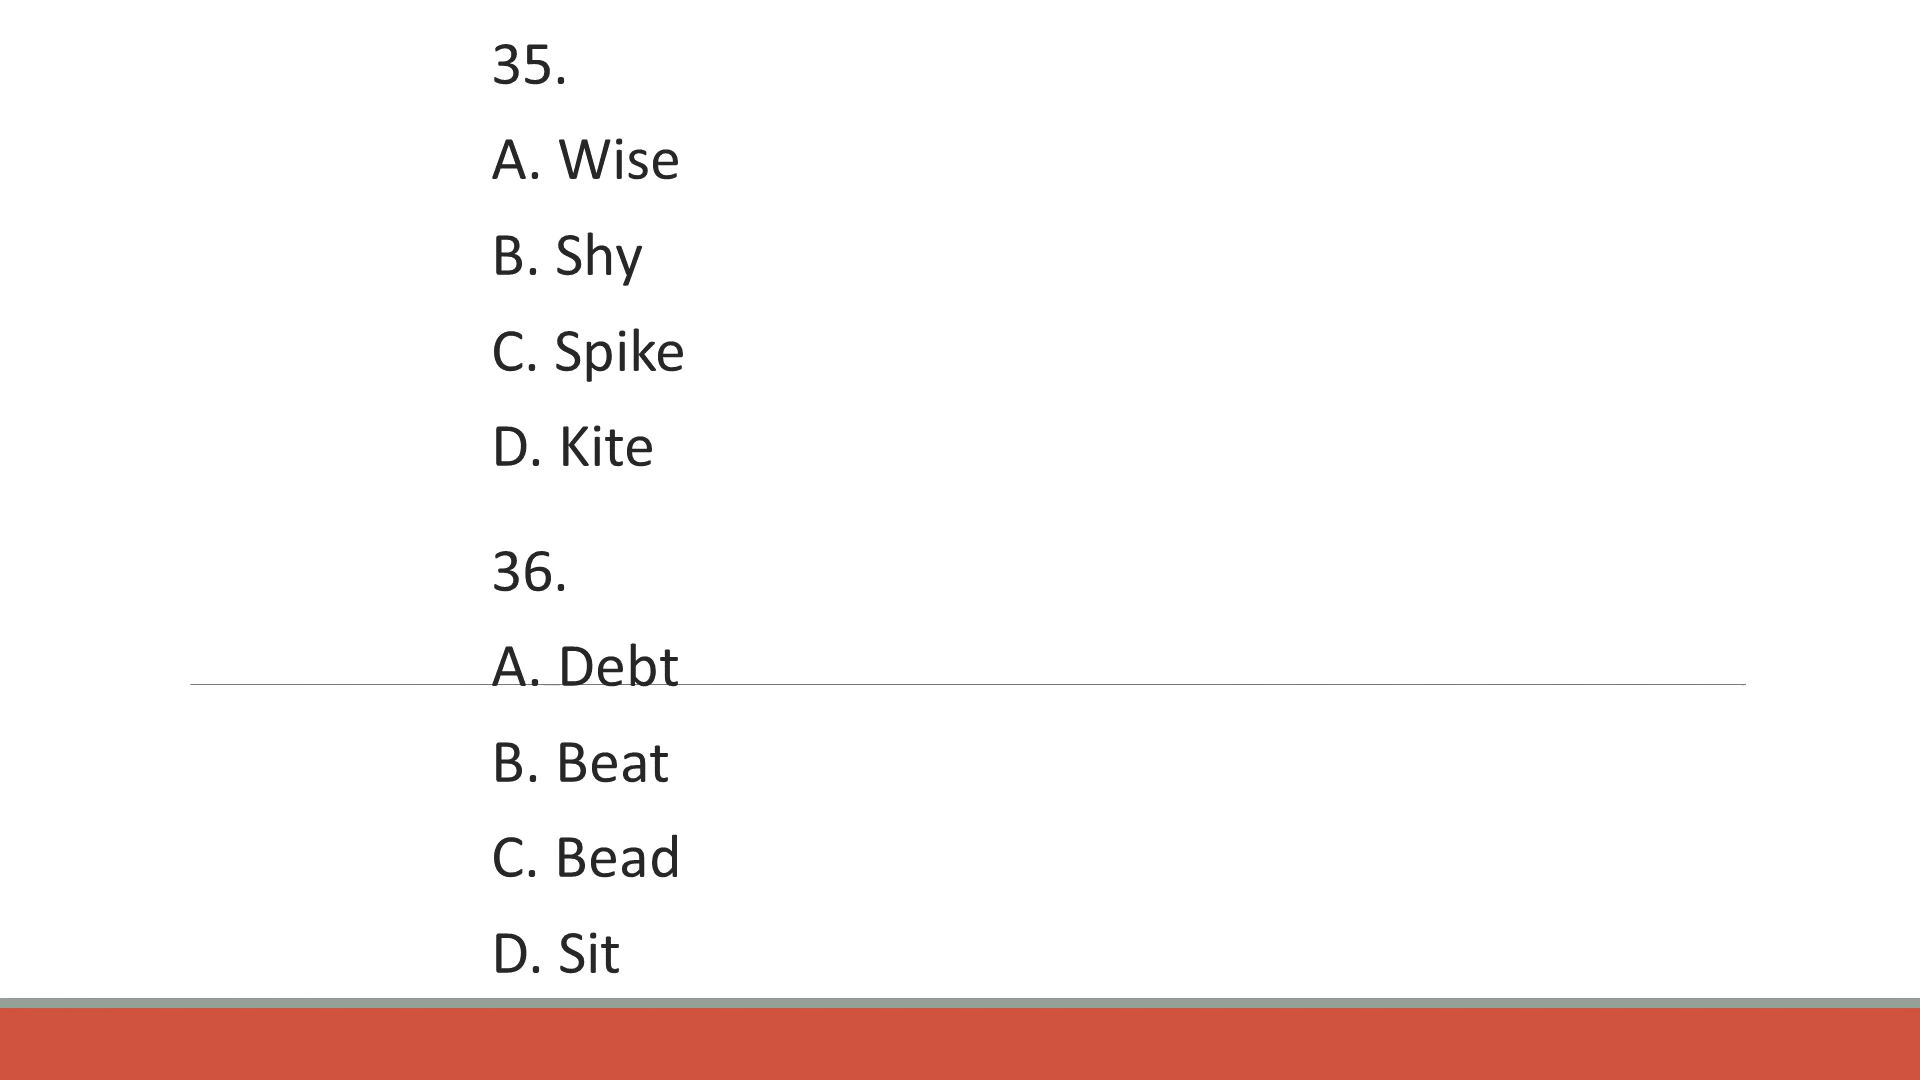 35.
A. Wise
B. Shy
C. Spike
D. Kite
36.
A. Debt
B. Beat
C. Bead
D. Sit